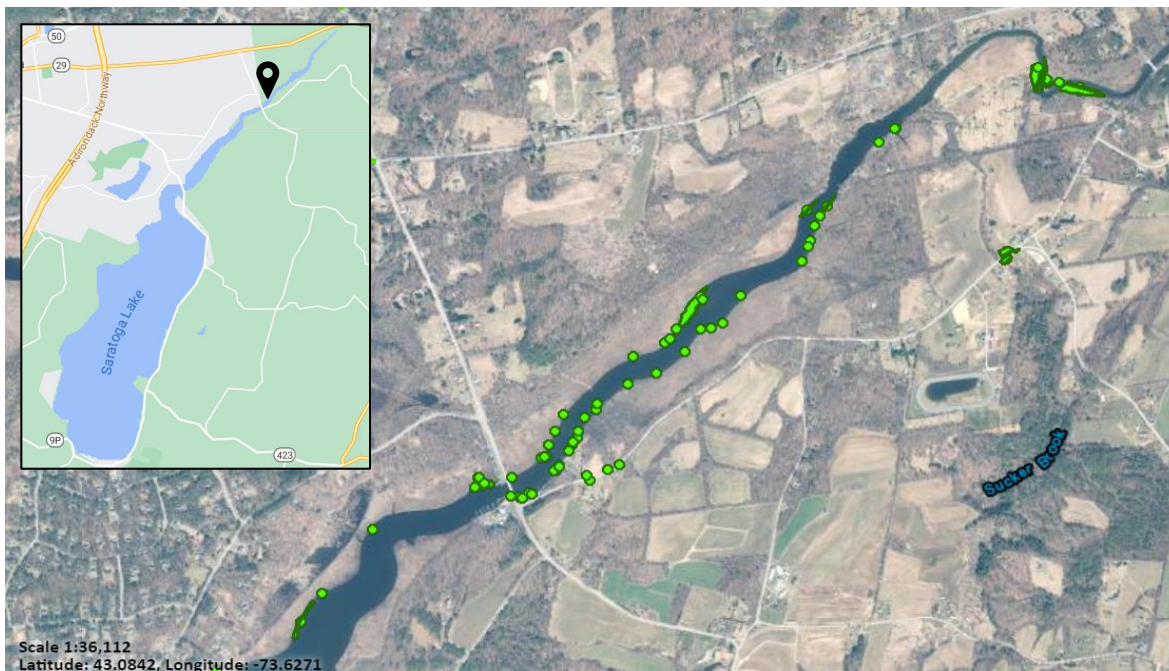 50
29
Adirondack Northway
Saratoga Lake
9P
423
Sucker Brook
Scale 1:36,112
Latitude: 43.0842, Longitude: -73.6271